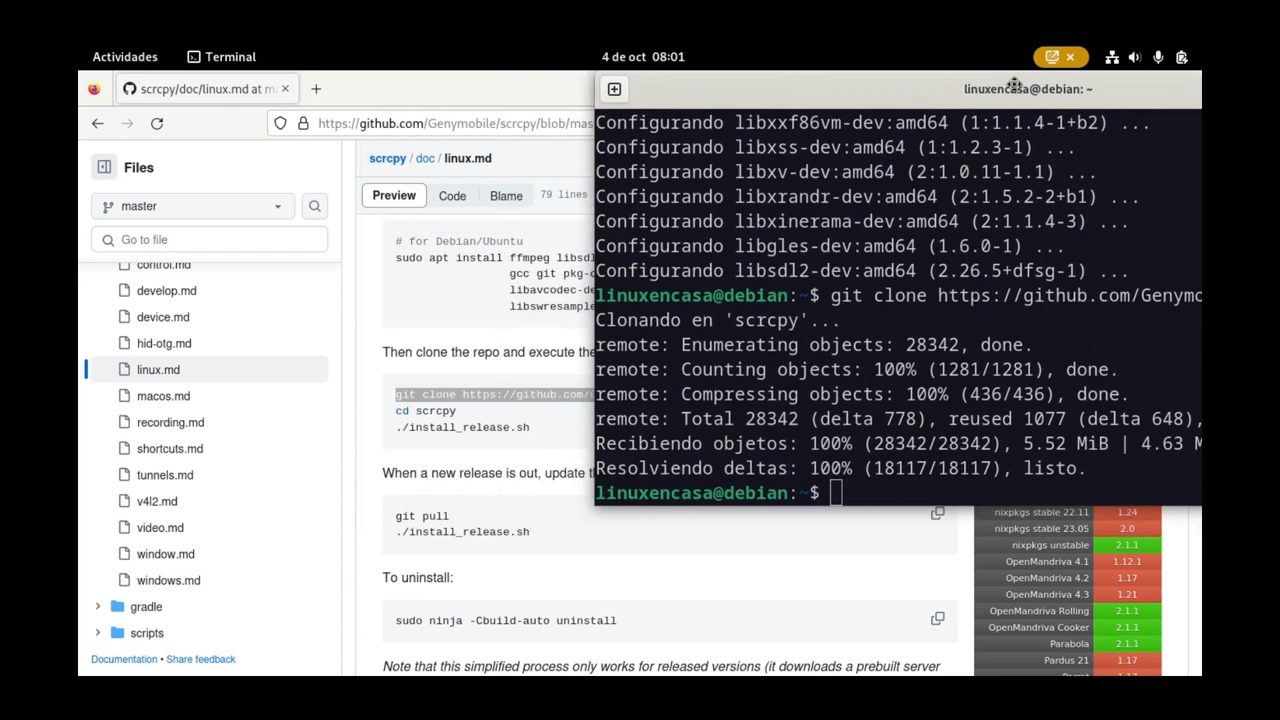 Actividades
Terminal
4 de oct 08:01
scrcpy/doc/linux.md at m
linuxencasa@debian: ~
https://github.com/Genymobile/scrcpy/blob/mas
Files
master
Go to file
control.md
develop.md
device.md
hid-otg.md
linux.md
macos.md
recording.md
shortcuts.md
tunnels.md
v4l2.md
video.md
window.md
windows.md
gradle
scripts
Documentation • Share feedback
scrcpy / doc / linux.md
Preview
Code
Blame
79 lines
# for Debian/Ubuntu
sudo apt install ffmpeg libsdl
gcc git pkg-c
libavcodec-de
libswresample
Then clone the repo and execute the
git clone https://github.com/
cd scrcpy
./install_release.sh
When a new release is out, update t
git pull
./install_release.sh
To uninstall:
sudo ninja -Cbuild-auto uninstall
Note that this simplified process only works for released versions (it downloads a prebuilt server
Configurando libxxf86vm-dev:amd64 (1:1.1.4-1+b2) ...
Configurando libxss-dev:amd64 (1:1.2.3-1) ...
Configurando libxv-dev:amd64 (2:1.0.11-1.1) ...
Configurando libxrandr-dev:amd64 (2:1.5.2-2+b1) ...
Configurando libxinerama-dev:amd64 (2:1.1.4-3) ...
Configurando libgles-dev:amd64 (1.6.0-1) ...
Configurando libsdl2-dev:amd64 (2.26.5+dfsg-1) ...
linuxencasa@debian:~$ git clone https://github.com/Genymo
Clonando en 'scrcpy'...
remote: Enumerating objects: 28342, done.
remote: Counting objects: 100% (1281/1281), done.
remote: Compressing objects: 100% (436/436), done.
remote: Total 28342 (delta 778), reused 1077 (delta 648),
Recibiendo objetos: 100% (28342/28342), 5.52 MiB | 4.63 M
Resolviendo deltas: 100% (18117/18117), listo.
linuxencasa@debian:~$
nixpkgs stable 22.11 1.24
nixpkgs stable 23.05 2.0
nixpkgs unstable 2.1.1
OpenMandriva 4.1 1.12.1
OpenMandriva 4.2 1.17
OpenMandriva 4.3 1.21
OpenMandriva Rolling 2.1.1
OpenMandriva Cooker 2.1.1
Parabola 2.1.1
Pardus 21 1.17